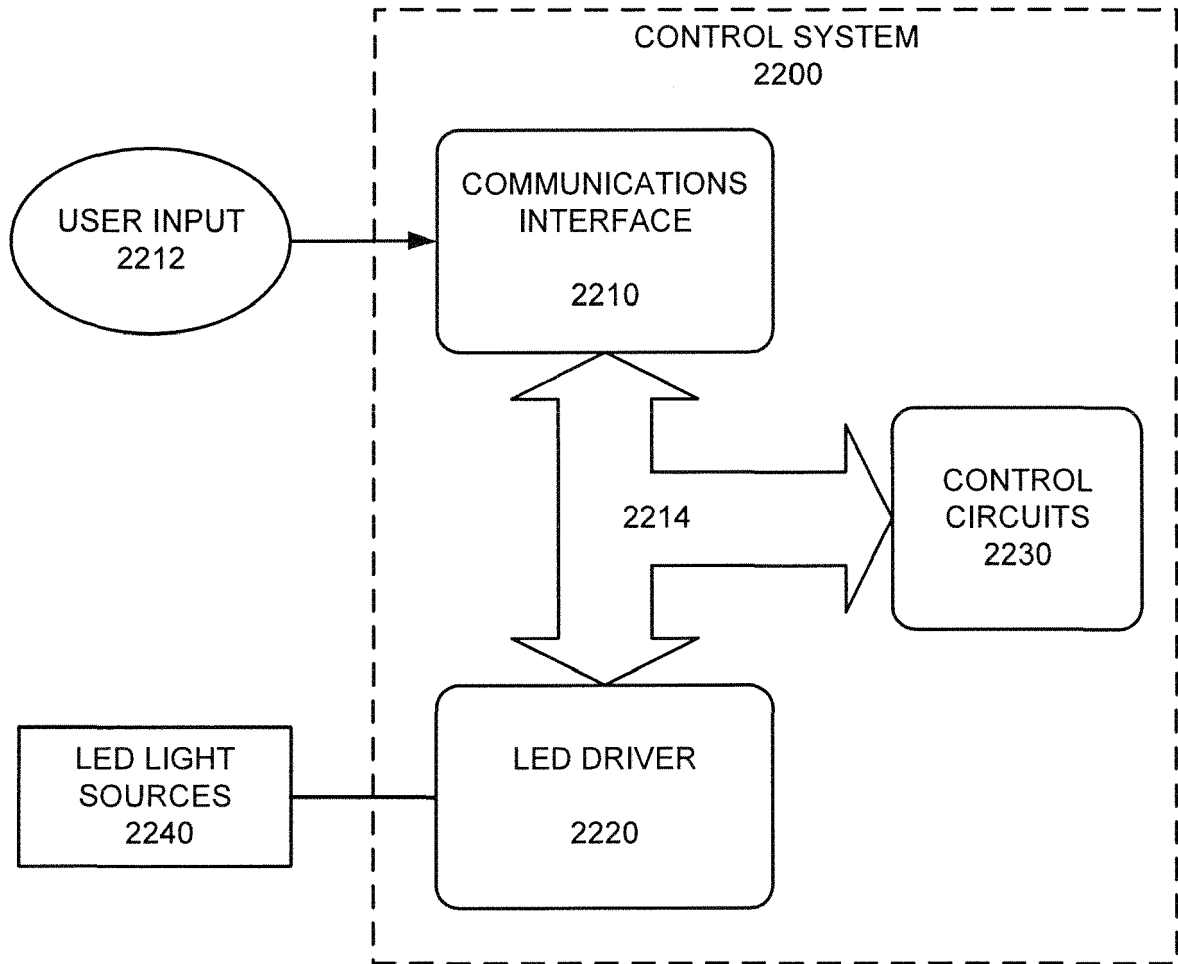 CONTROL SYSTEM
2200
COMMUNICATIONS
INTERFACE
2210
USER INPUT
2212
2214
CONTROL
CIRCUITS
2230
LED LIGHT
SOURCES
2240
LED DRIVER
2220